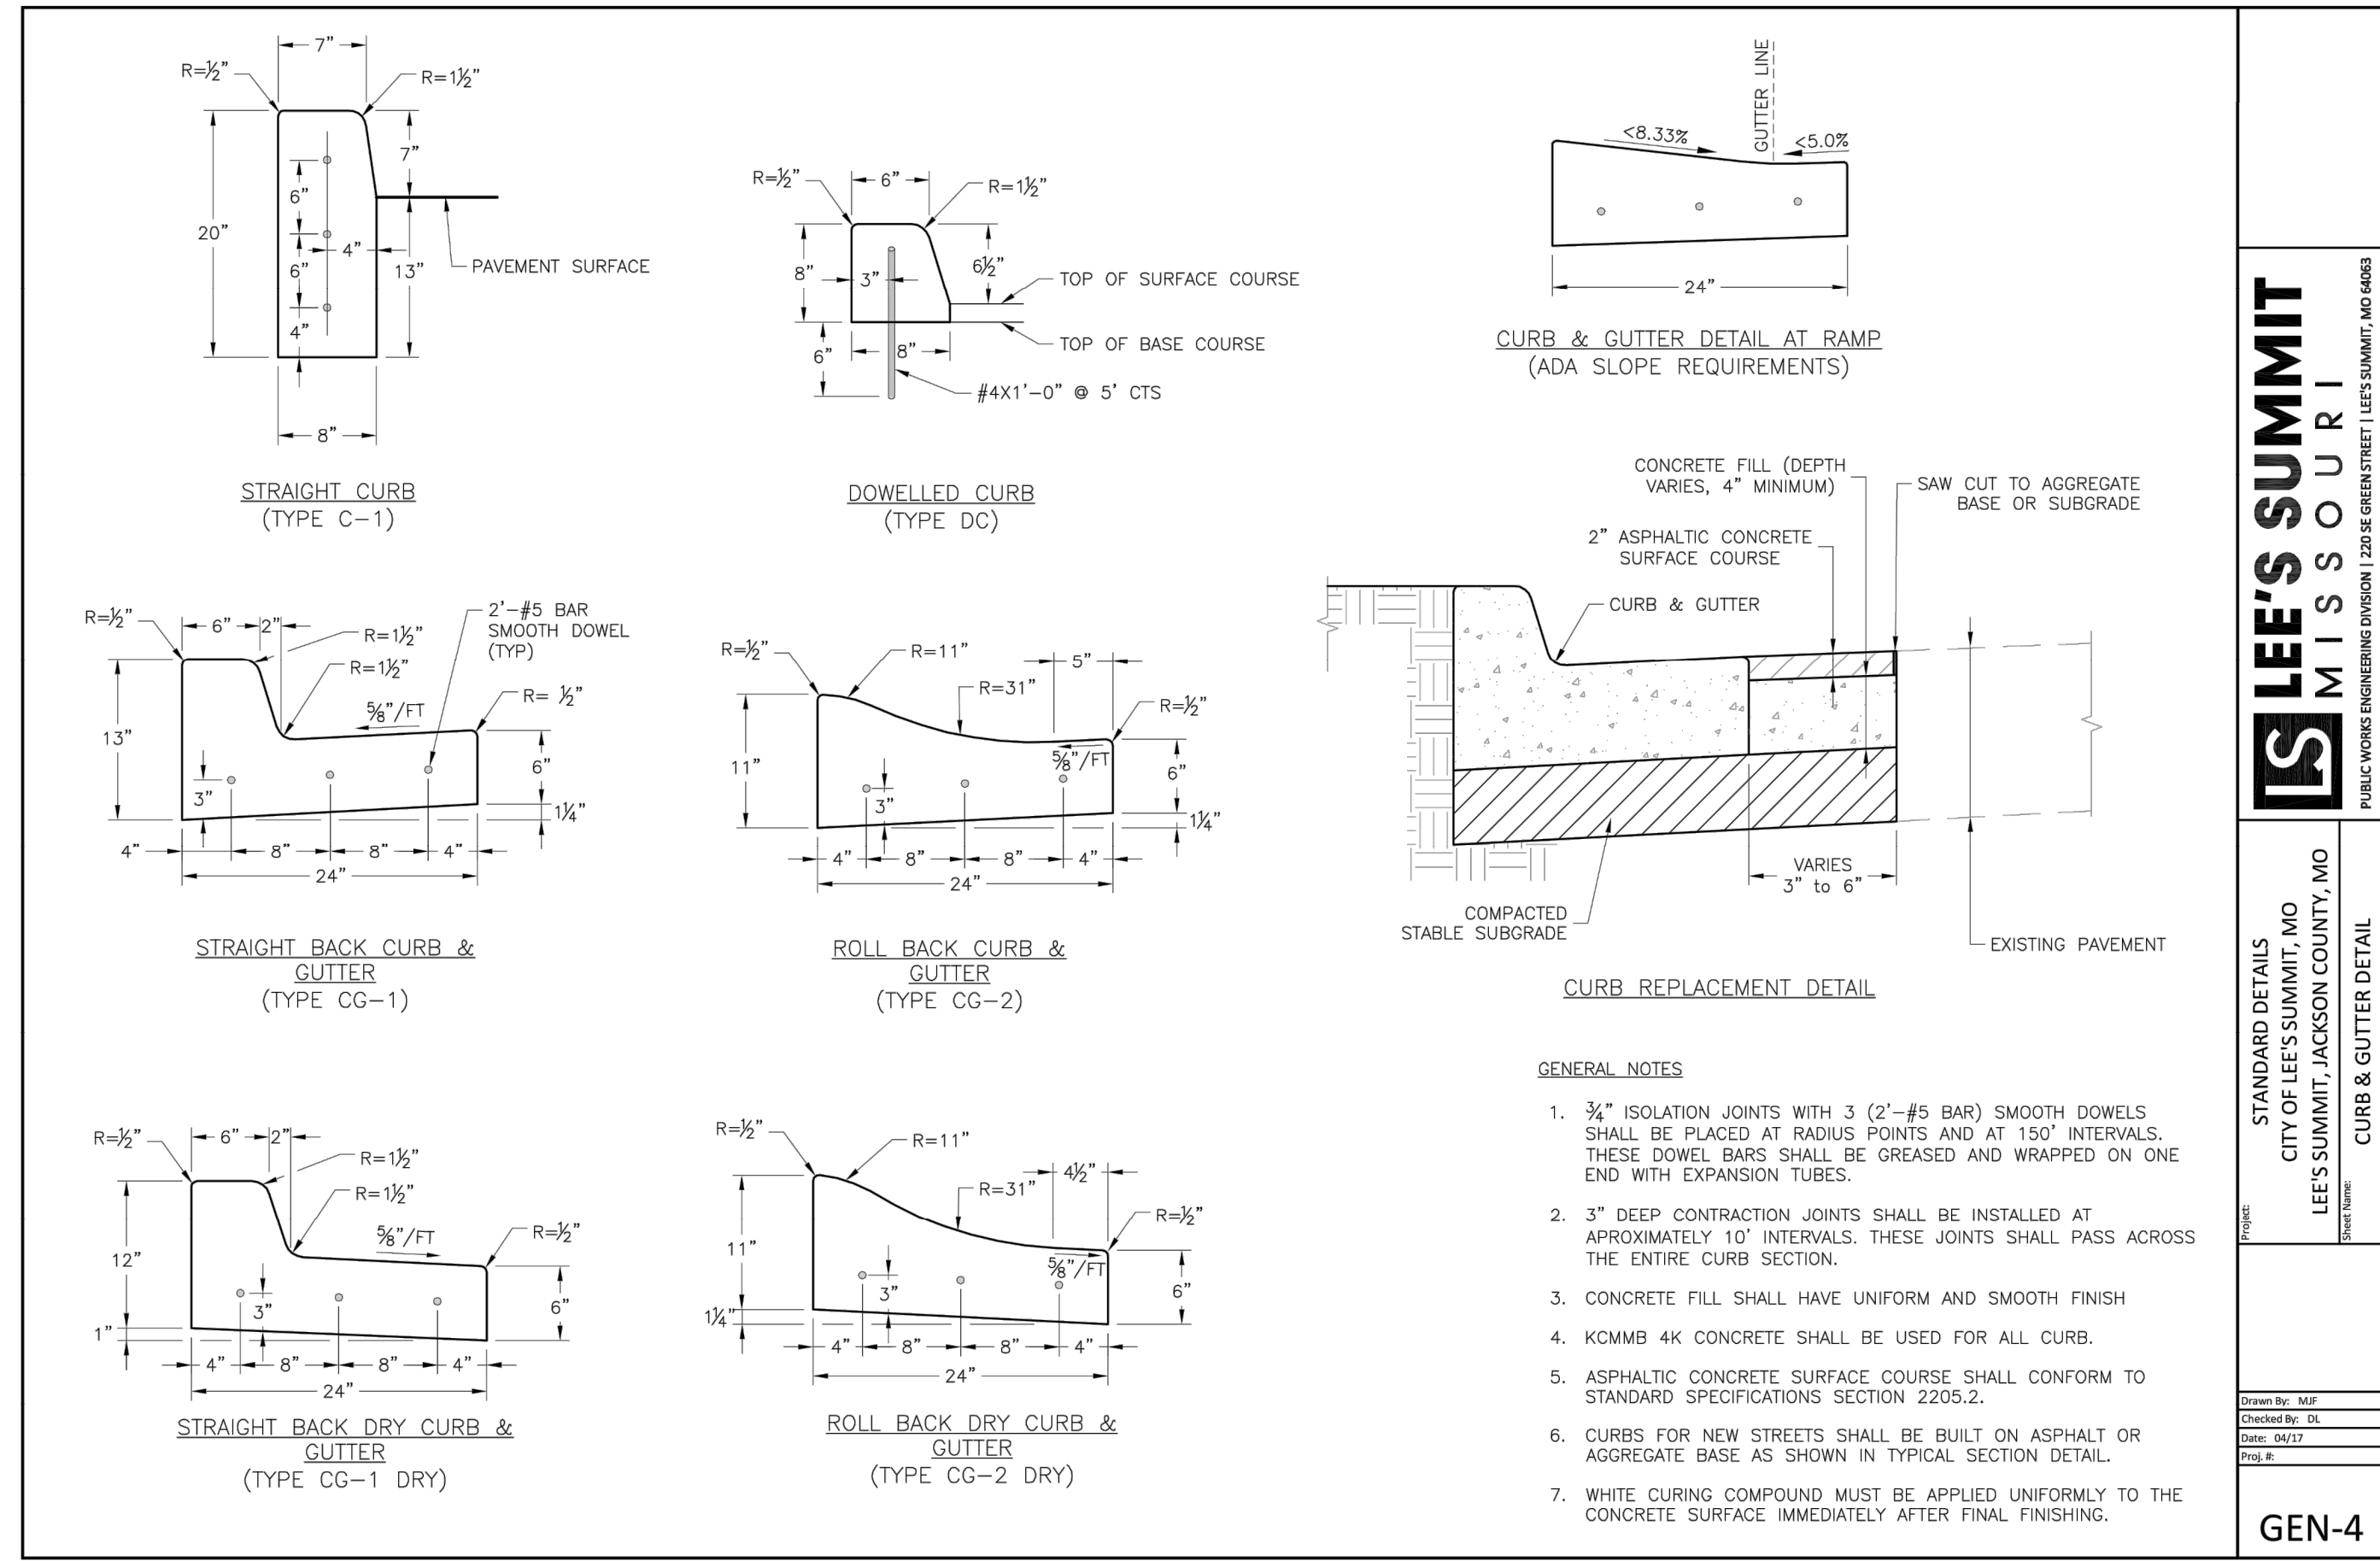 7"
R=½"
R=1½"
7"
6"
20"
4"
6"
13"
PAVEMENT SURFACE
4"
8"
STRAIGHT CURB
(TYPE C-1)
R=½"
6"
R=1½"
8"
3"
6½"
TOP OF SURFACE COURSE
6"
8"
TOP OF BASE COURSE
#4X1'-0" @ 5' CTS
DOWELLED CURB
(TYPE DC)
GUTTER LINE
<8.33%
<5.0%
24"
CURB & GUTTER DETAIL AT RAMP
(ADA SLOPE REQUIREMENTS)
R=½"
6"
2"
R=1½"
R=1½"
2'-#5 BAR
SMOOTH DOWEL
(TYP)
⅝"/FT
R= ½"
13"
3"
6"
1¼"
4"
8"
8"
4"
24"
STRAIGHT BACK CURB &
GUTTER
(TYPE CG-1)
R=½"
R=11"
R=31"
5"
R=½"
11"
⅝"/FT
6"
3"
1¼"
4"
8"
8"
4"
24"
ROLL BACK CURB &
GUTTER
(TYPE CG-2)
CONCRETE FILL (DEPTH
VARIES, 4" MINIMUM)
SAW CUT TO AGGREGATE
BASE OR SUBGRADE
2" ASPHALTIC CONCRETE
SURFACE COURSE
CURB & GUTTER
VARIES
3" to 6"
COMPACTED
STABLE SUBGRADE
EXISTING PAVEMENT
CURB REPLACEMENT DETAIL
R=½"
6"
2"
R=1½"
R=1½"
⅝"/FT
R=½"
12"
3"
6"
1"
4"
8"
8"
4"
24"
STRAIGHT BACK DRY CURB &
GUTTER
(TYPE CG-1 DRY)
R=½"
R=11"
R=31"
4½"
R=½"
11"
⅝"/FT
3"
6"
1¼"
4"
8"
8"
4"
24"
ROLL BACK DRY CURB &
GUTTER
(TYPE CG-2 DRY)
GENERAL NOTES
1. ¾" ISOLATION JOINTS WITH 3 (2'-#5 BAR) SMOOTH DOWELS
SHALL BE PLACED AT RADIUS POINTS AND AT 150' INTERVALS.
THESE DOWEL BARS SHALL BE GREASED AND WRAPPED ON ONE
END WITH EXPANSION TUBES.
2. 3" DEEP CONTRACTION JOINTS SHALL BE INSTALLED AT
APROXIMATELY 10' INTERVALS. THESE JOINTS SHALL PASS ACROSS
THE ENTIRE CURB SECTION.
3. CONCRETE FILL SHALL HAVE UNIFORM AND SMOOTH FINISH
4. KCMMB 4K CONCRETE SHALL BE USED FOR ALL CURB.
5. ASPHALTIC CONCRETE SURFACE COURSE SHALL CONFORM TO
STANDARD SPECIFICATIONS SECTION 2205.2.
6. CURBS FOR NEW STREETS SHALL BE BUILT ON ASPHALT OR
AGGREGATE BASE AS SHOWN IN TYPICAL SECTION DETAIL.
7. WHITE CURING COMPOUND MUST BE APPLIED UNIFORMLY TO THE
CONCRETE SURFACE IMMEDIATELY AFTER FINAL FINISHING.
LS
LEE'S SUMMIT
MISSOURI
PUBLIC WORKS ENGINEERING DIVISION | 220 SE GREEN STREET | LEE'S SUMMIT, MO 64063
Project:
STANDARD DETAILS
CITY OF LEE'S SUMMIT, MO
LEE'S SUMMIT, JACKSON COUNTY, MO
Sheet Name:
CURB & GUTTER DETAIL
Drawn By: MJF
Checked By: DL
Date: 04/17
Proj. #:
GEN-4